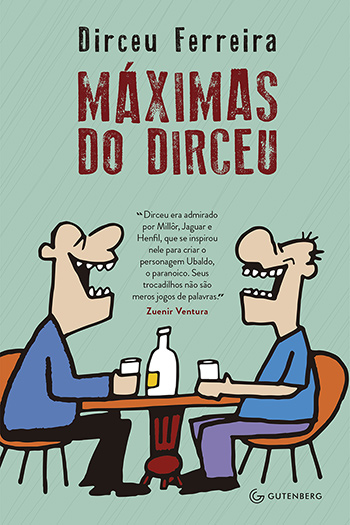 Dirceu Ferreira
MÁXIMAS
DO DIRCEU
“Dirceu era admirado
por Millôr, Jaguar e
Henfil, que se inspirou
nele para criar o
personagem Ubaldo,
o paranoico. Seus
trocadilhos não são
meros jogos de palavras.”
Zuenir Ventura
GUTENBERG